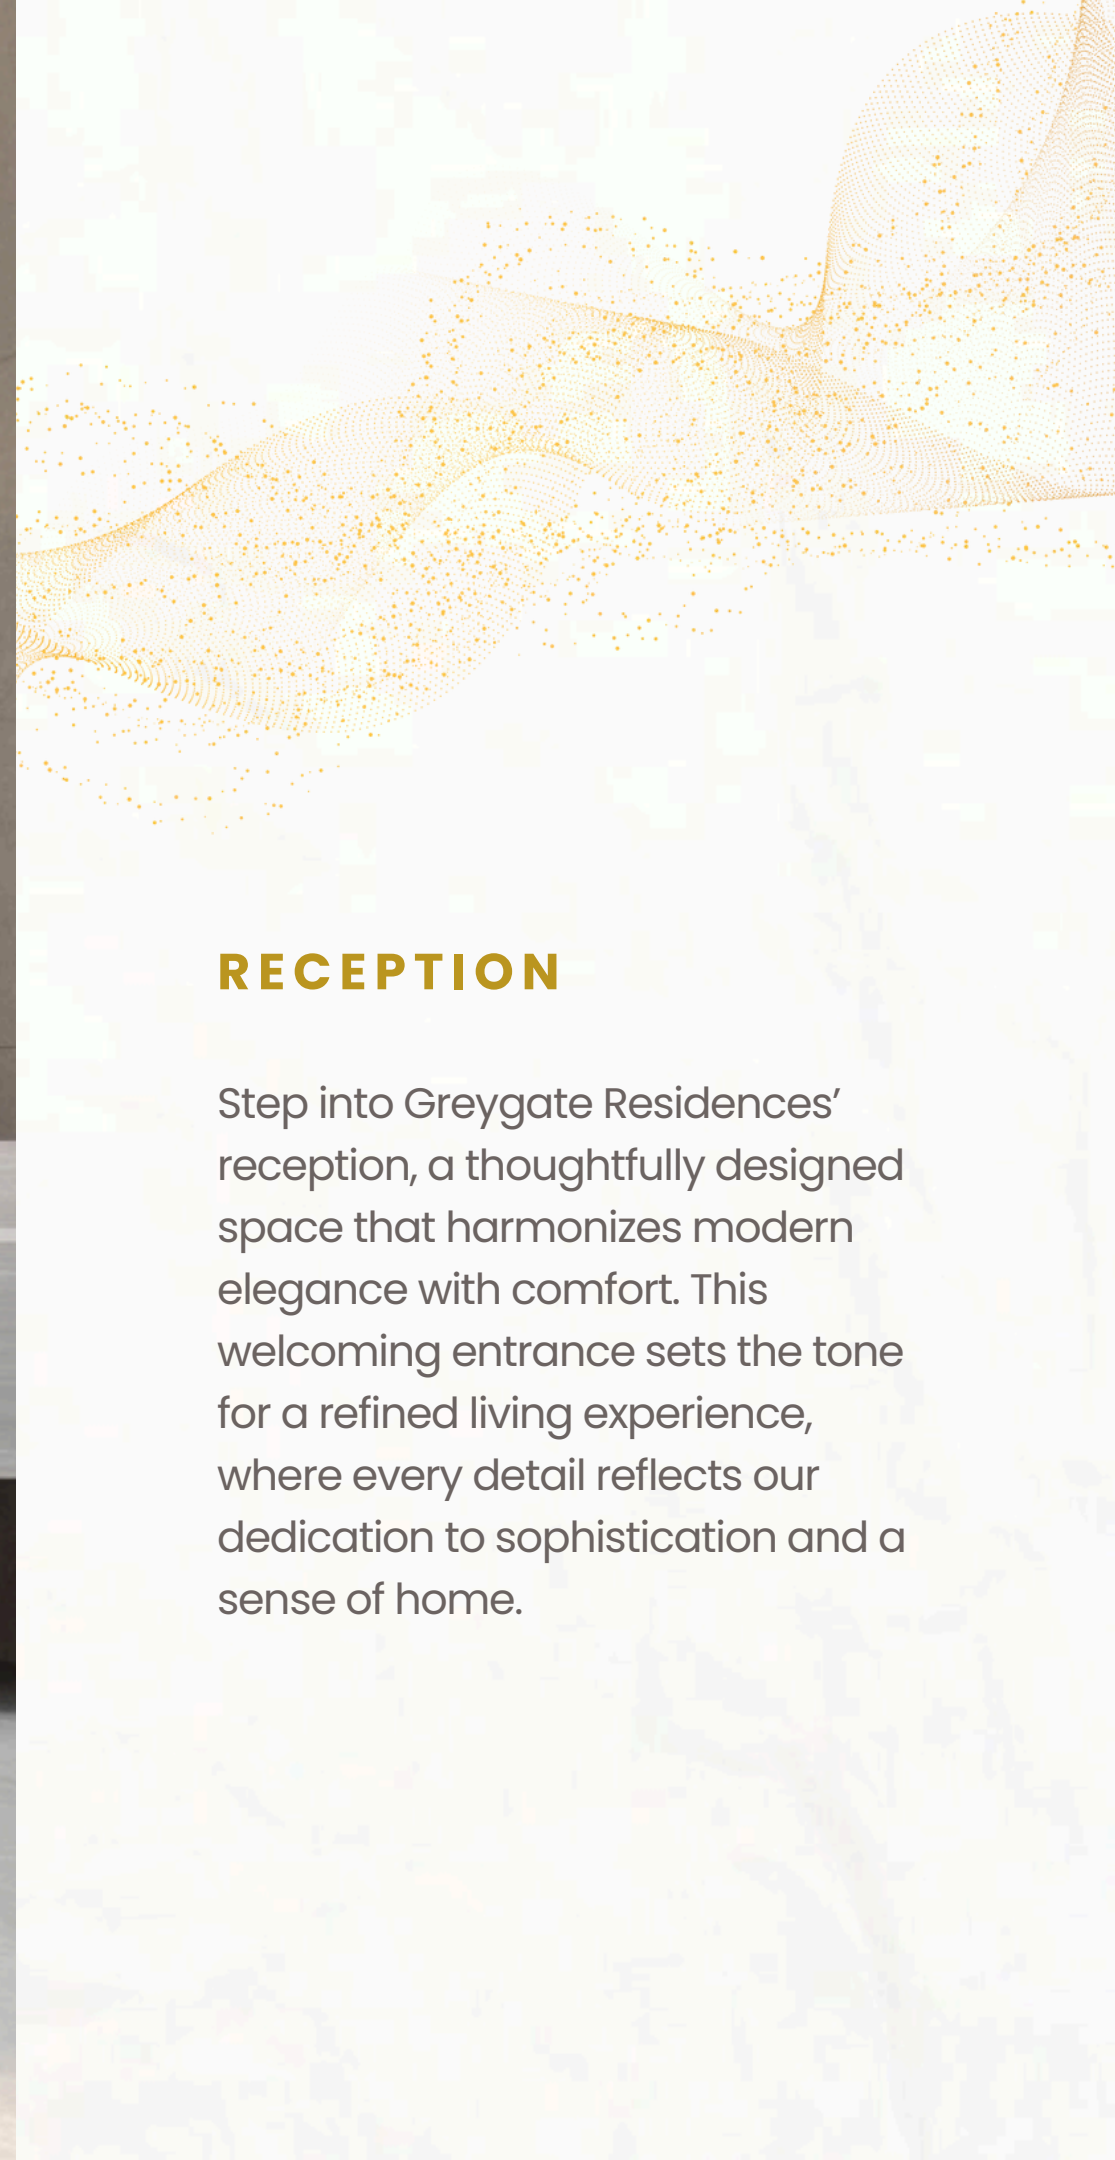 RECEPTION
Step into Greygate Residences’
reception, a thoughtfully designed
space that harmonizes modern
elegance with comfort. This
welcoming entrance sets the tone
for a refined living experience,
where every detail reflects our
dedication to sophistication and a
sense of home.